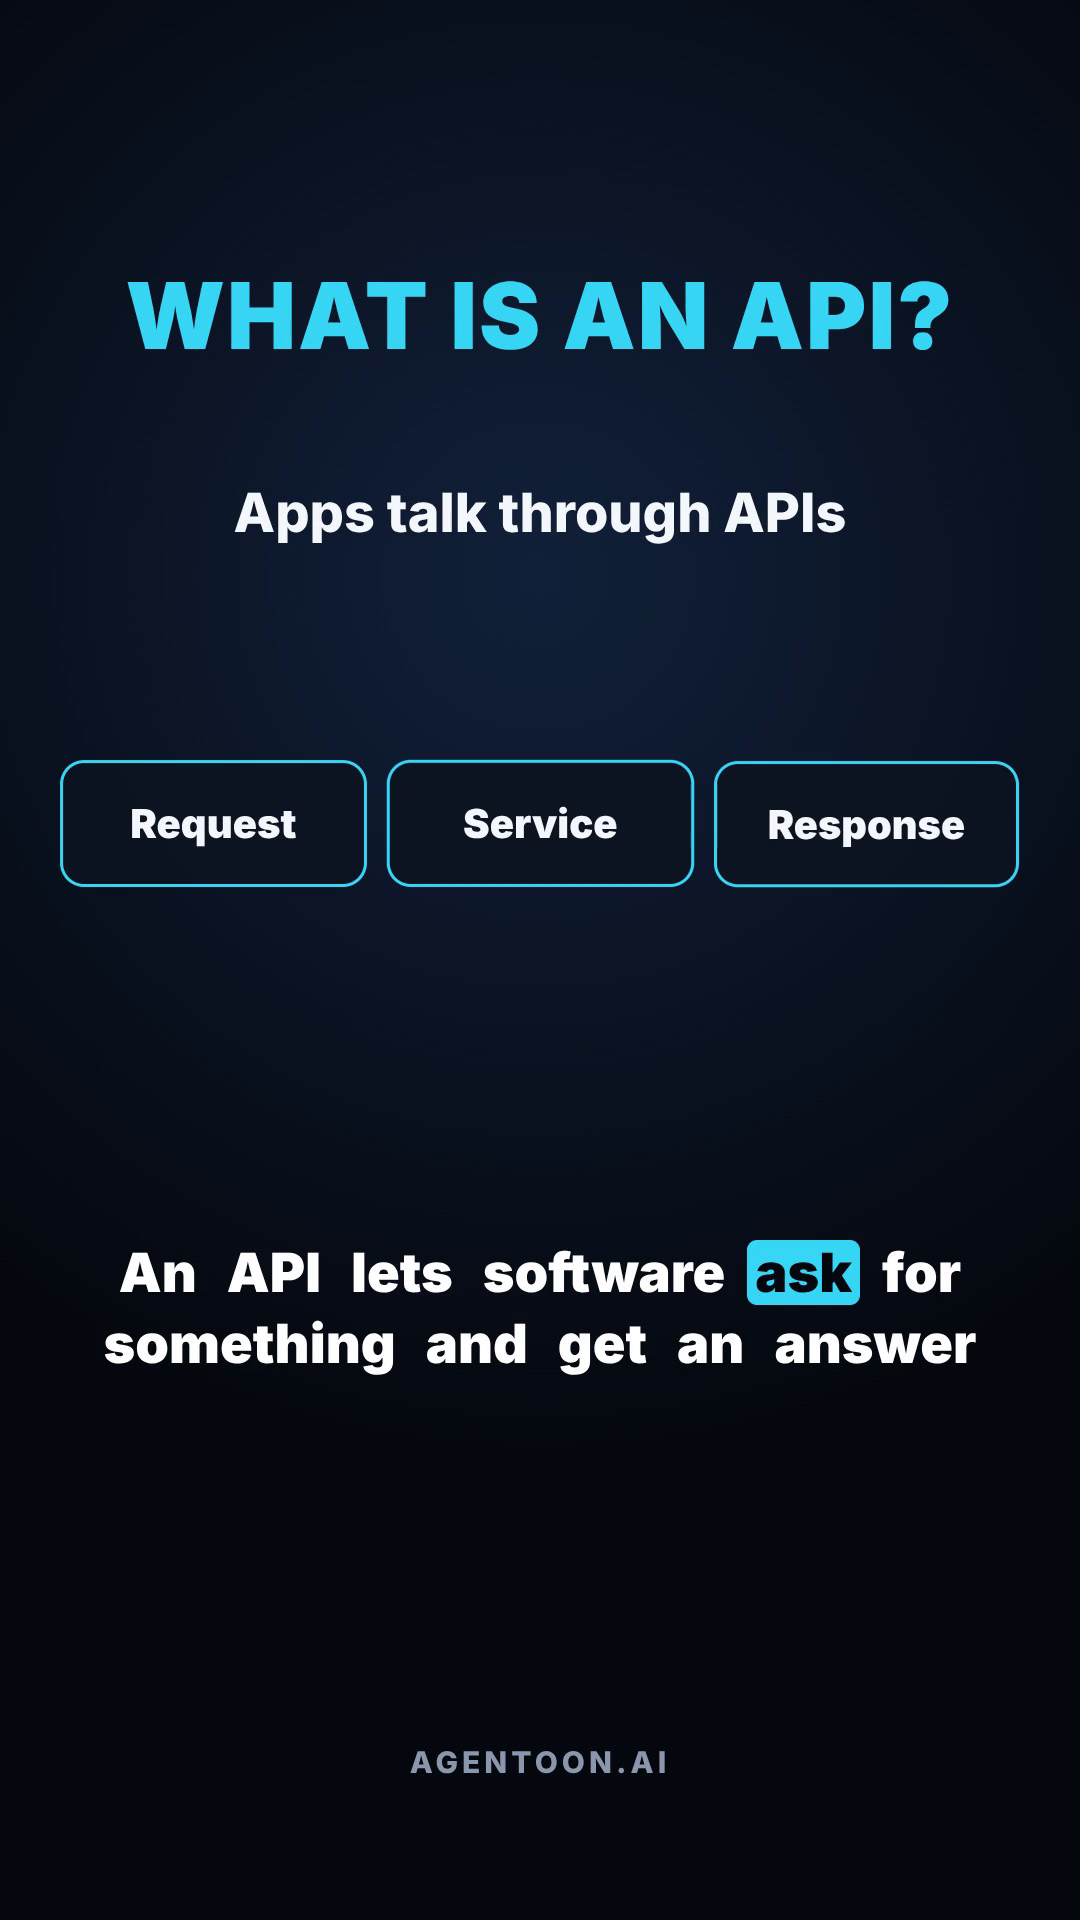 WHAT IS AN API?
Apps talk through APIs
Request Service Response
An API lets software ask for
something and get an answer
AGENTOON.AI